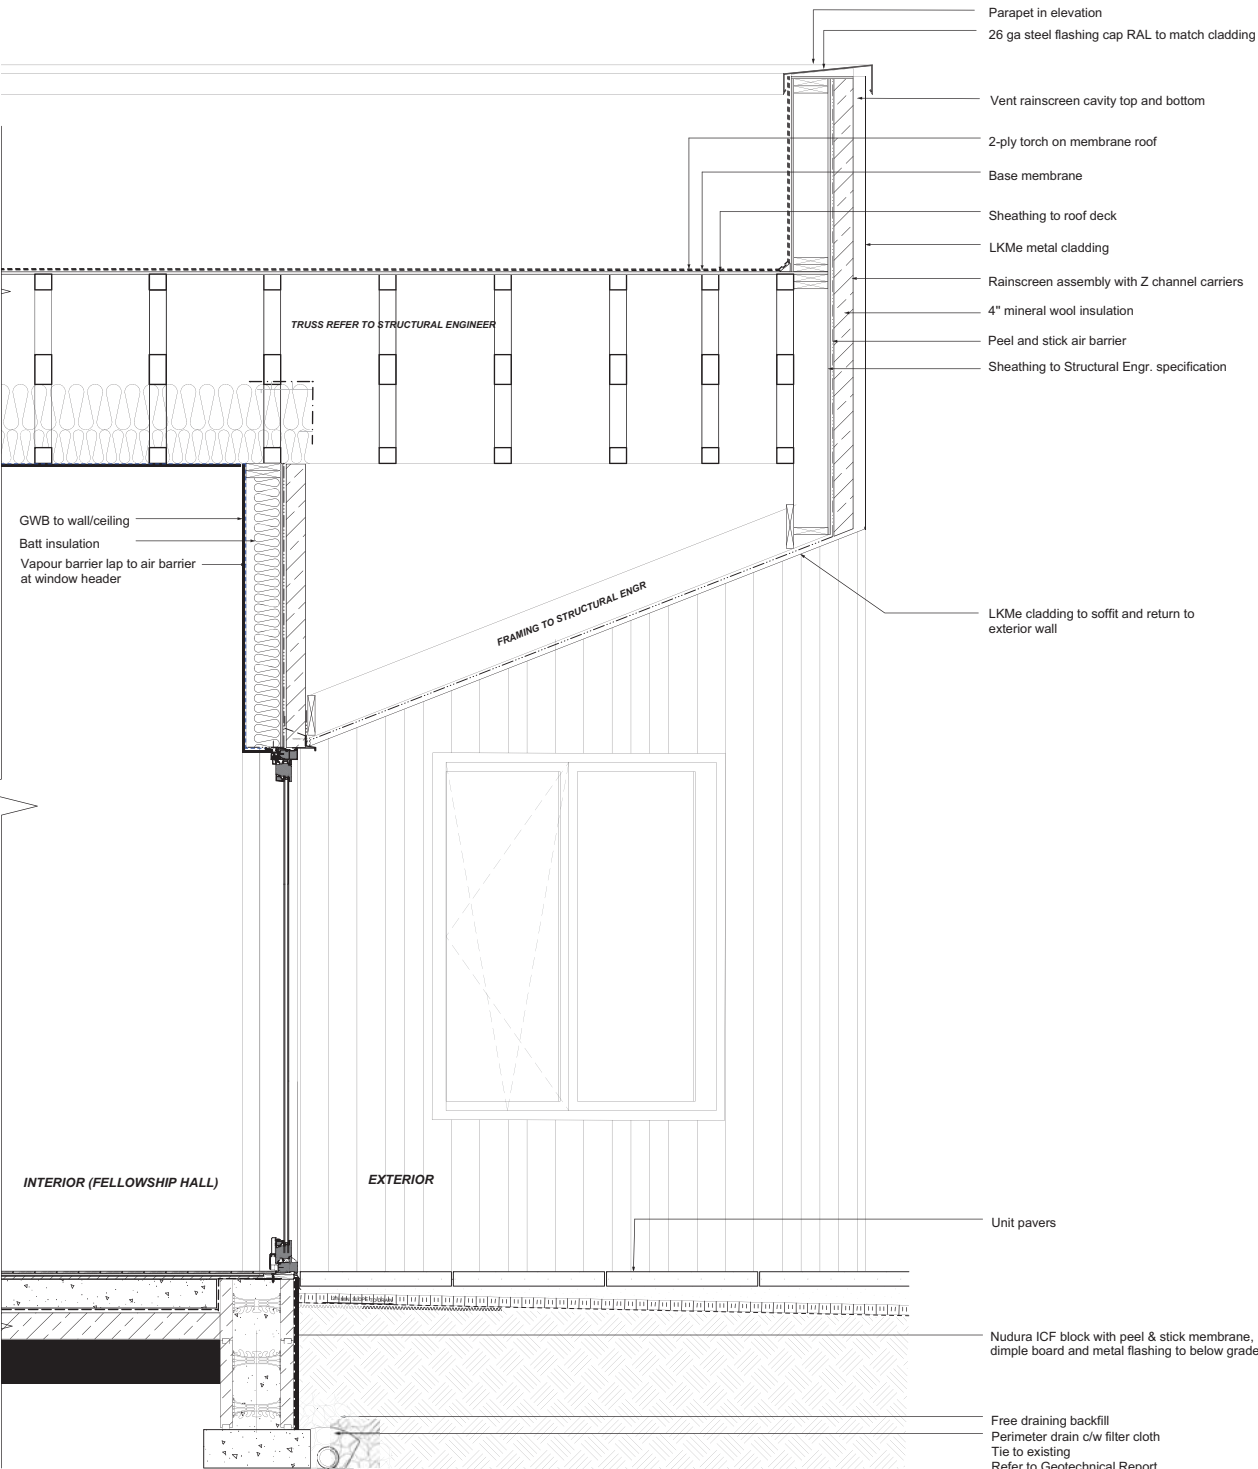 Parapet in elevation
26 ga steel flashing cap RAL to match cladding
Vent rainscreen cavity top and bottom
2-ply torch on membrane roof
Base membrane
Sheathing to roof deck
LKMe metal cladding
Rainscreen assembly with Z channel carriers
4" mineral wool insulation
Peel and stick air barrier
Sheathing to Structural Engr. specification
TRUSS REFER TO STRUCTURAL ENGINEER
GWB to wall/ceiling
Batt insulation
Vapour barrier lap to air barrier
at window header
FRAMING TO STRUCTURAL ENGR
LKMe cladding to soffit and return to
exterior wall
INTERIOR (FELLOWSHIP HALL)
EXTERIOR
Unit pavers
Nudura ICF block with peel & stick membrane,
dimple board and metal flashing to below grade
Free draining backfill
Perimeter drain c/w filter cloth
Tie to existing
Refer to Geotechnical Report